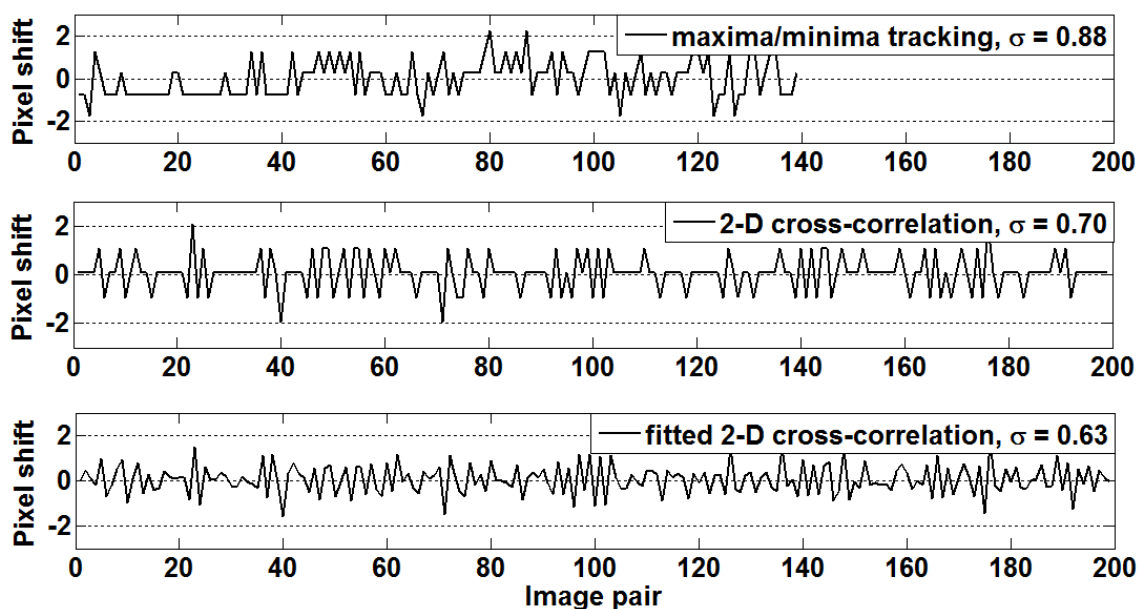 maxima/minima tracking, σ = 0.88
Pixel shift
2
0
-2
0 20 40 60 80 100 120 140 160 180 200
2-D cross-correlation, σ = 0.70
Pixel shift
2
0
-2
0 20 40 60 80 100 120 140 160 180 200
fitted 2-D cross-correlation, σ = 0.63
Pixel shift
2
0
-2
0 20 40 60 80 100 120 140 160 180 200
Image pair